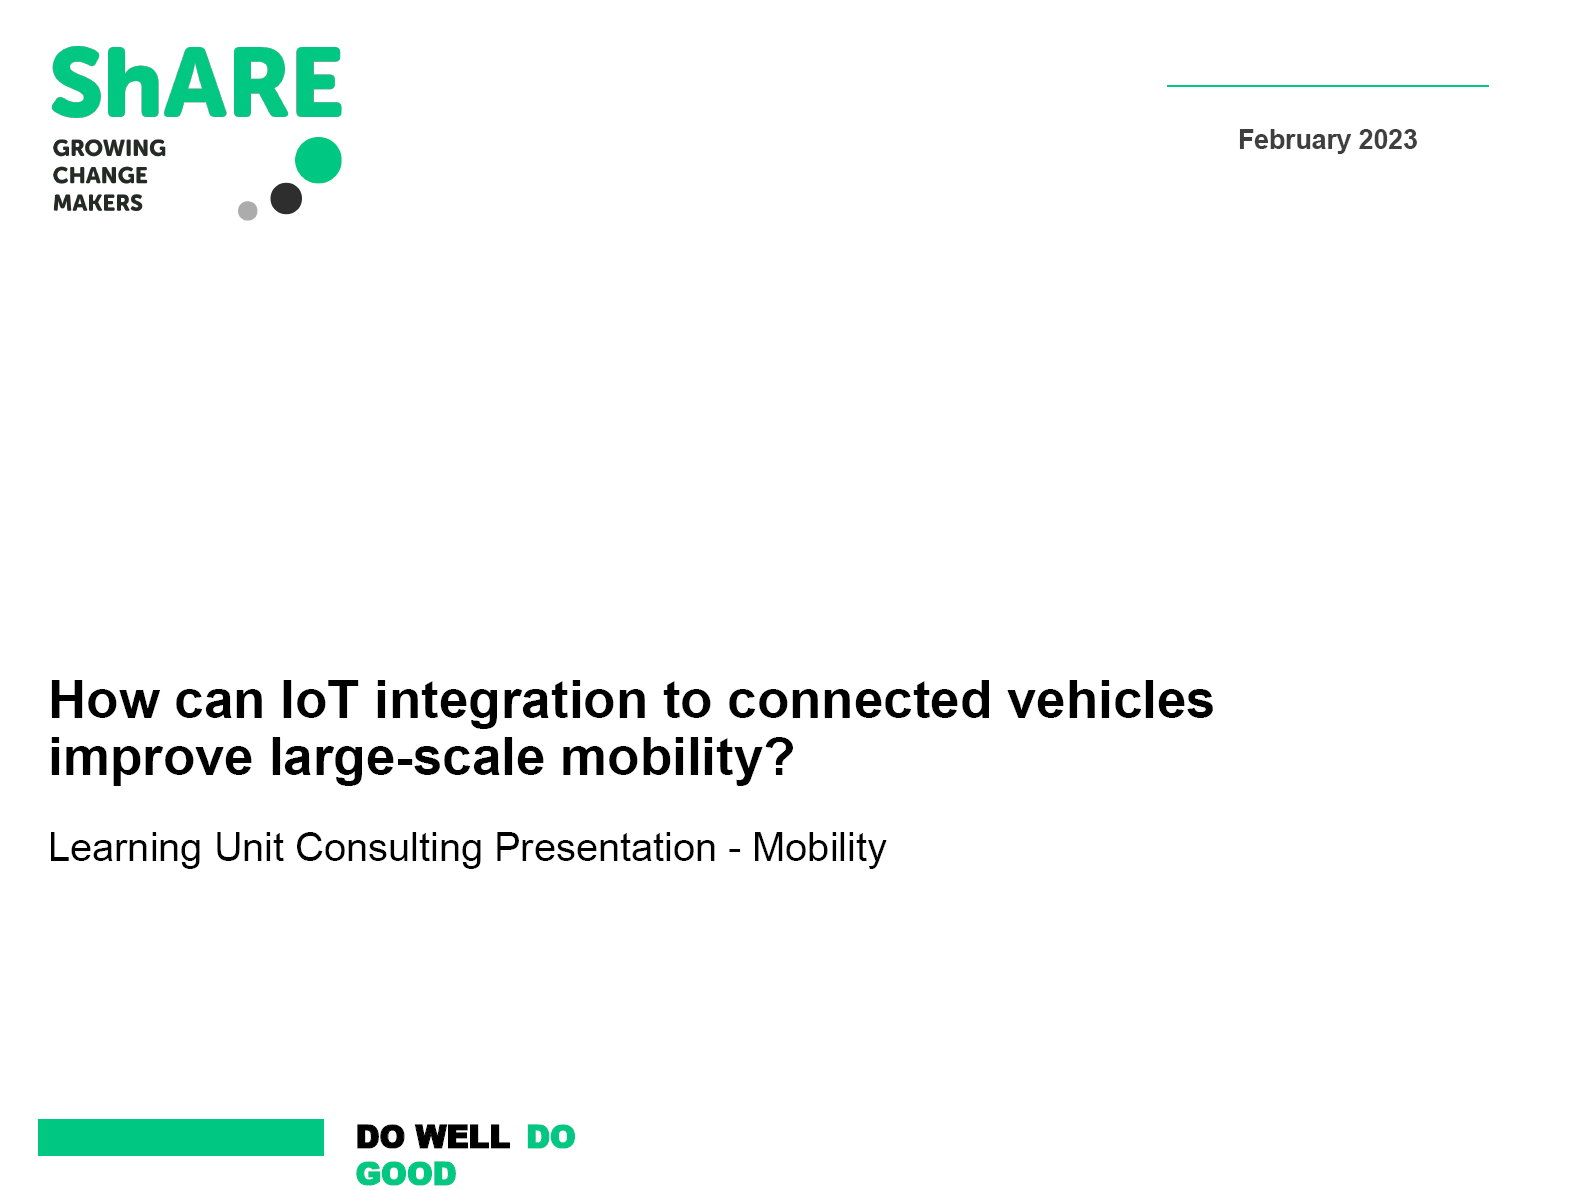 ShARE
GROWING
CHANGE
MAKERS
February 2023
How can IoT integration to connected vehicles
improve large-scale mobility?
Learning Unit Consulting Presentation - Mobility
DO WELL DO
GOOD